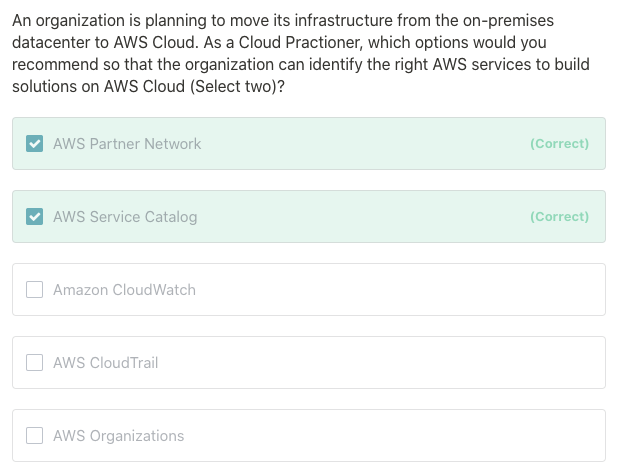 An organization is planning to move its infrastructure from the on-premises
datacenter to AWS Cloud. As a Cloud Practioner, which options would you
recommend so that the organization can identify the right AWS services to build
solutions on AWS Cloud (Select two)?
AWS Partner Network (Correct)
AWS Service Catalog (Correct)
Amazon CloudWatch
AWS CloudTrail
AWS Organizations